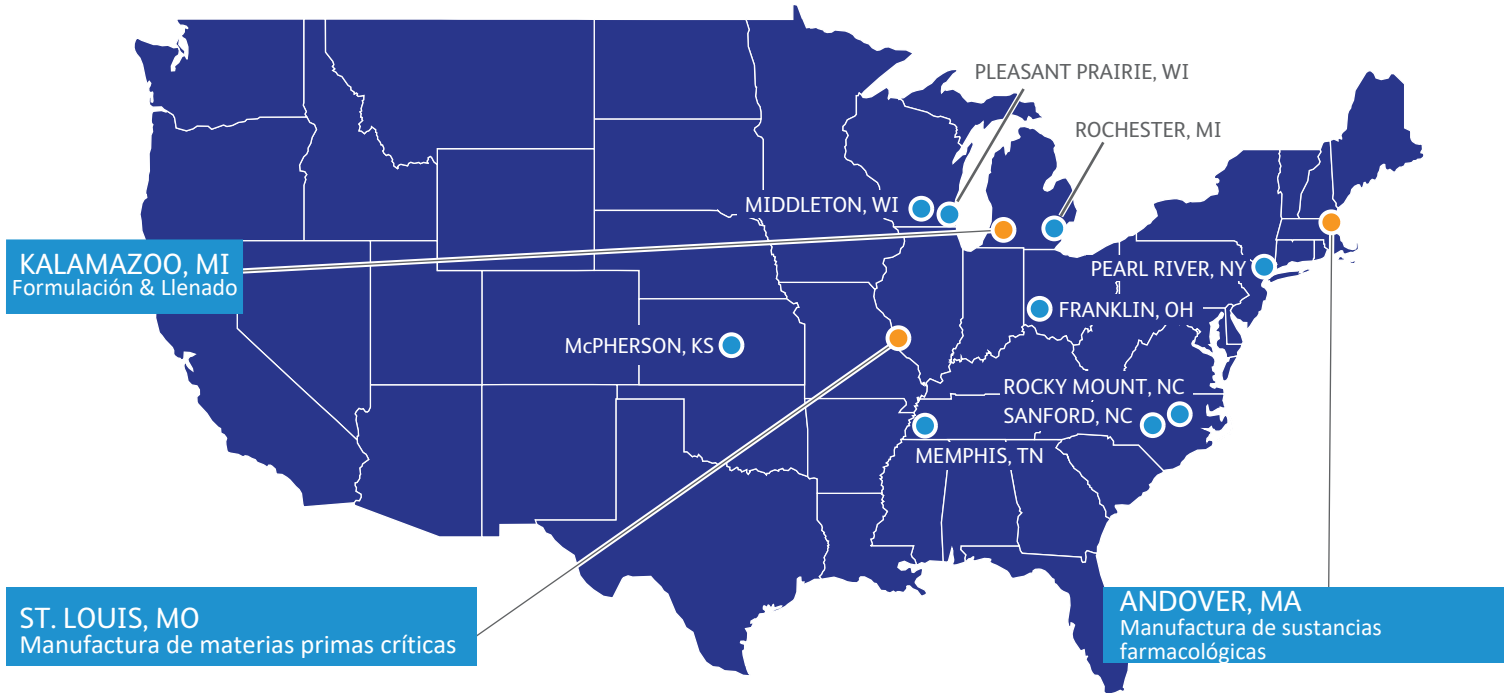 PLEASANT PRAIRIE, WI
ROCHESTER, MI
MIDDLETON, WI
KALAMAZOO, MI
Formulación & Llenado
PEARL RIVER, NY
FRANKLIN, OH
McPHERSON, KS
ROCKY MOUNT, NC
SANFORD, NC
MEMPHIS, TN
ST. LOUIS, MO
Manufactura de materias primas críticas
ANDOVER, MA
Manufactura de sustancias
farmacológicas